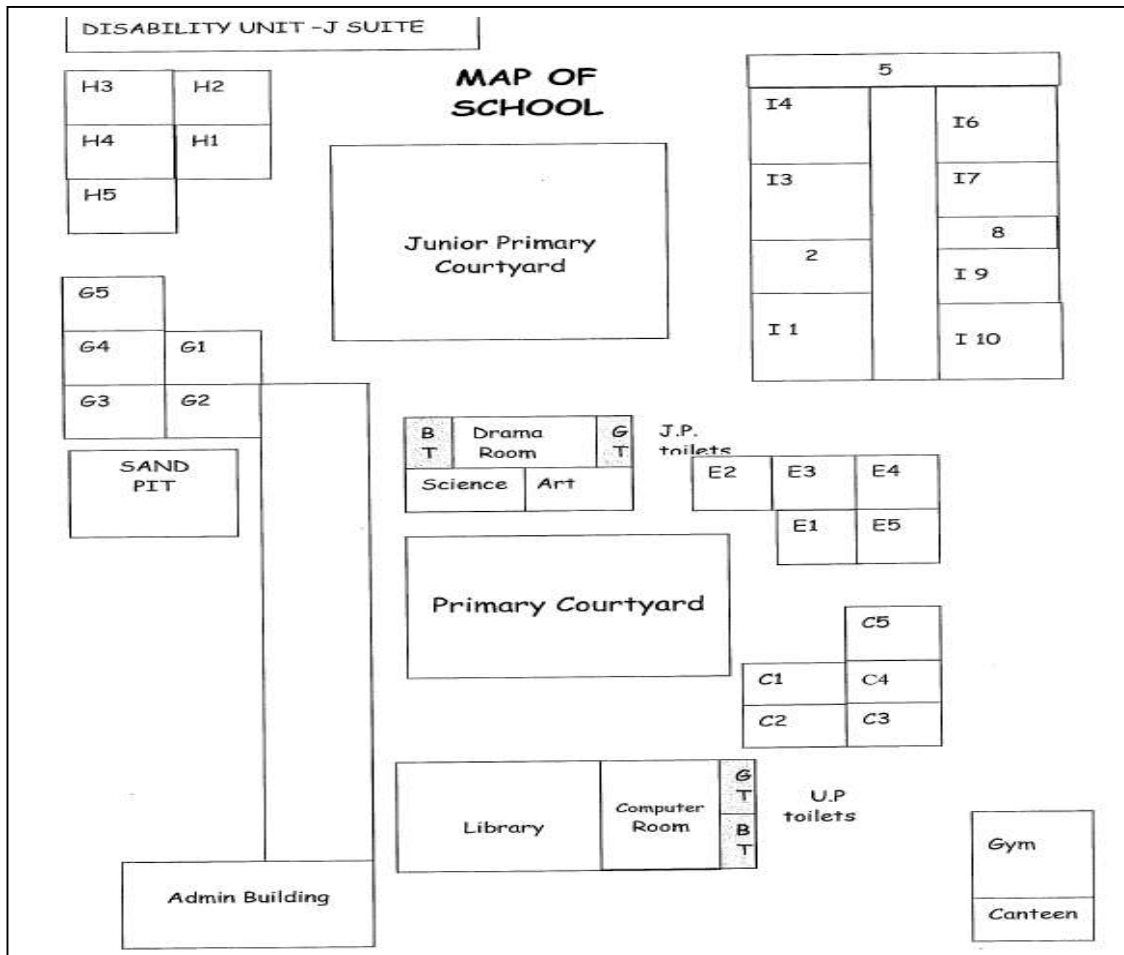 DISABILITY UNIT -J SUITE
MAP OF
SCHOOL
H3
H2
H4
H1
H5
5
I4
I6
I3
I7
2
8
I 9
I 1
I 10
Junior Primary
Courtyard
G5
G4
G1
G3
G2
SAND
PIT
B
T
Drama
Room
G
T
J.P.
toilets
Science
Art
E2
E3
E4
E1
E5
Primary Courtyard
C5
C1
C4
C2
C3
Library
Computer
Room
G
T
B
T
U.P
toilets
Gym
Canteen
Admin Building